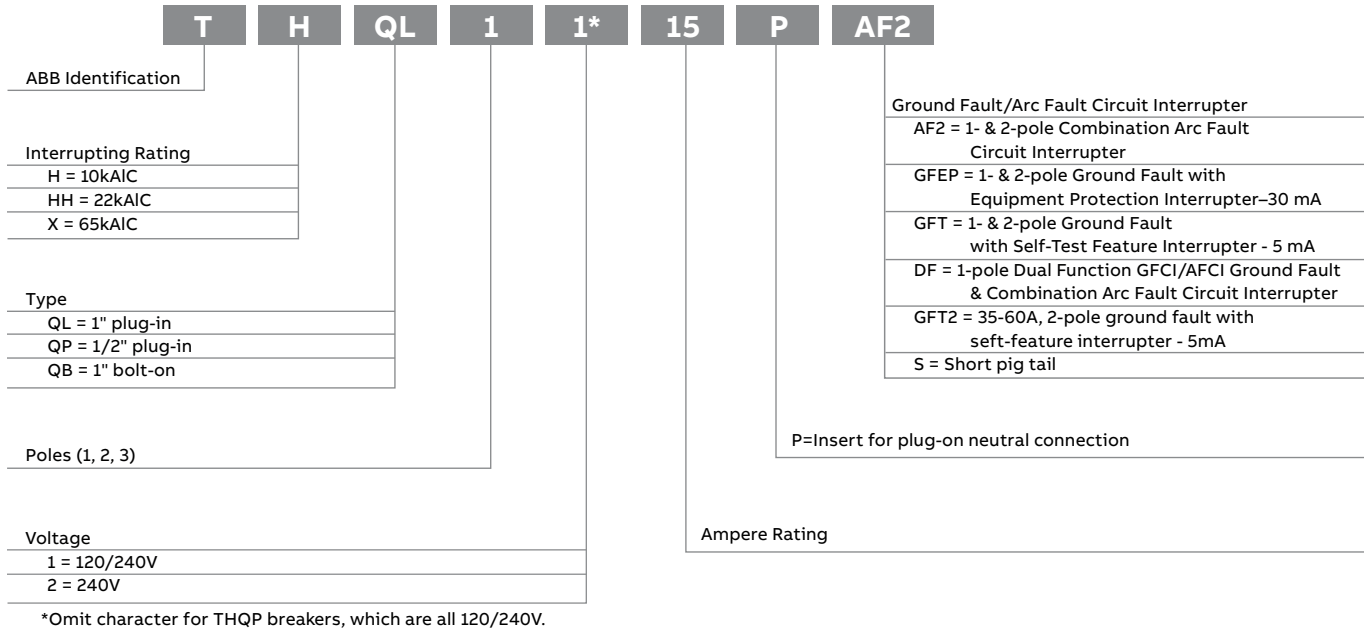 T H QL 1 1* 15 P AF2
ABB Identification
Interrupting Rating
H = 10kAIC
HH = 22kAIC
X = 65kAIC
Type
QL = 1" plug-in
QP = 1/2" plug-in
QB = 1" bolt-on
Poles (1, 2, 3)
Voltage
1 = 120/240V
2 = 240V
*Omit character for THQP breakers, which are all 120/240V.
Ground Fault/Arc Fault Circuit Interrupter
AF2 = 1- & 2-pole Combination Arc Fault
Circuit Interrupter
GFEP = 1- & 2-pole Ground Fault with
Equipment Protection Interrupter–30 mA
GFT = 1- & 2-pole Ground Fault
with Self-Test Feature Interrupter - 5 mA
DF = 1-pole Dual Function GFCI/AFCI Ground Fault
& Combination Arc Fault Circuit Interrupter
GFT2 = 35-60A, 2-pole ground fault with
seft-feature interrupter - 5mA
S = Short pig tail
P=Insert for plug-on neutral connection
Ampere Rating